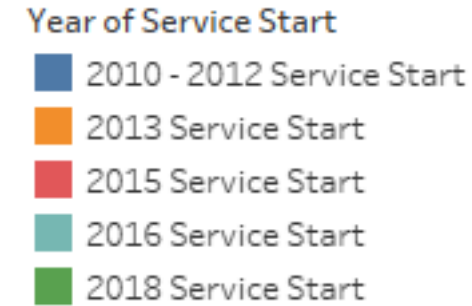 Year of Service Start
2010 - 2012 Service Start
2013 Service Start
2015 Service Start
2016 Service Start
2018 Service Start